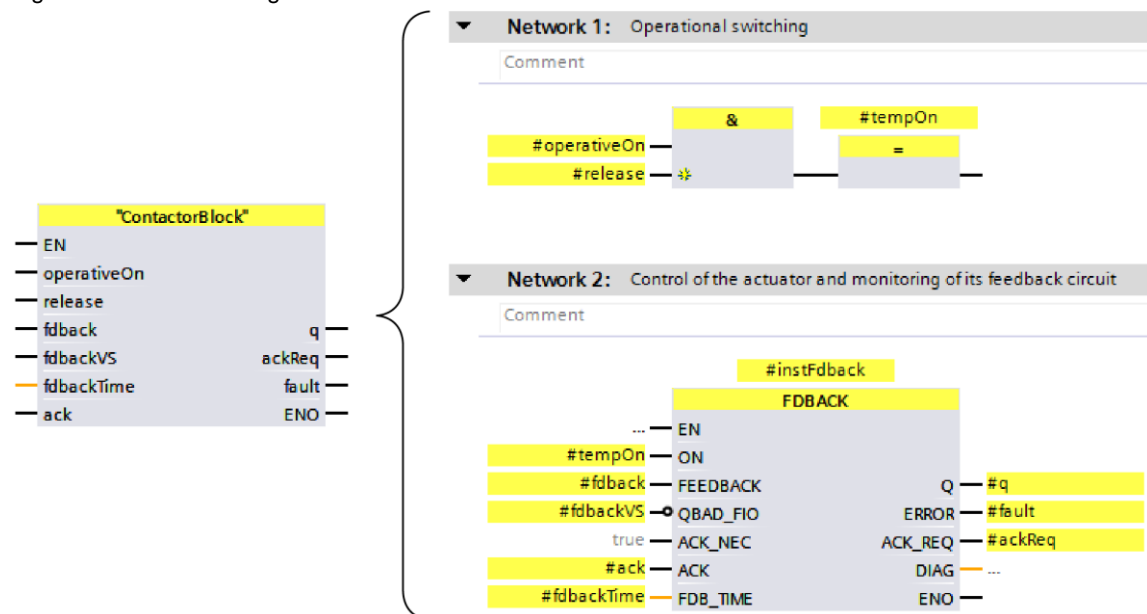 Network 1: Operational switching
Comment
& #tempOn
#operativeOn =
#release
"ContactorBlock"
EN
operativeOn
release
fdback q
fdbackVS ackReq
fdbackTime fault
ack ENO
Network 2: Control of the actuator and monitoring of its feedback circuit
Comment
#instFdback
FDBACK
... EN
#tempOn ON
#fdback FEEDBACK Q #q
#fdbackVS QBAD_FIO ERROR #fault
true ACK_NEC ACK_REQ #ackReq
#ack ACK DIAG ...
#fdbackTime FDB_TIME ENO